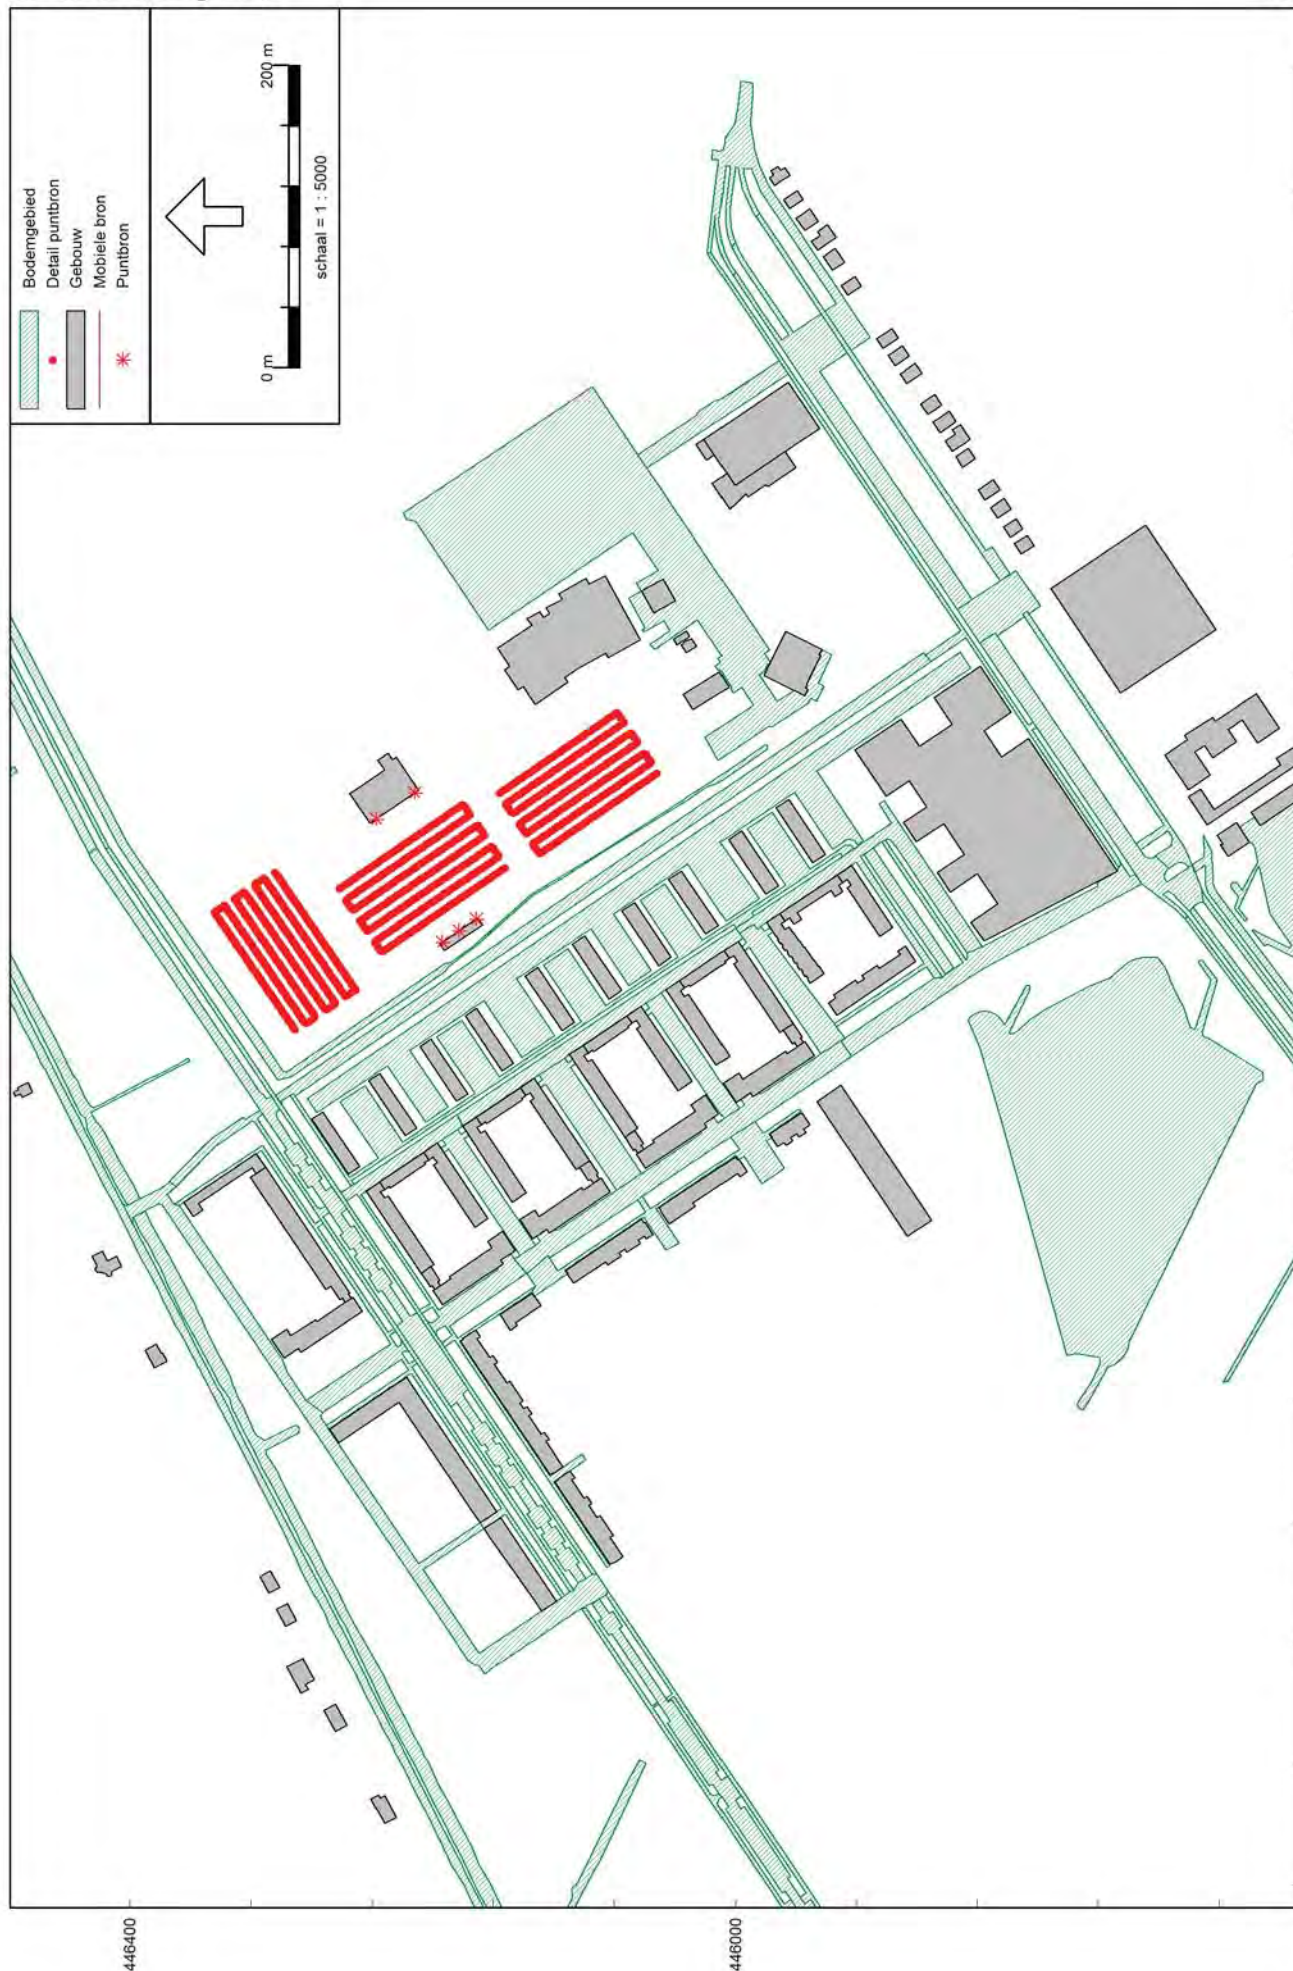 Bodemgebied
Detail puntbron
Gebouw
Mobiele bron
Puntbron
0 m
200 m
schaal = 1 : 5000
446400
446000